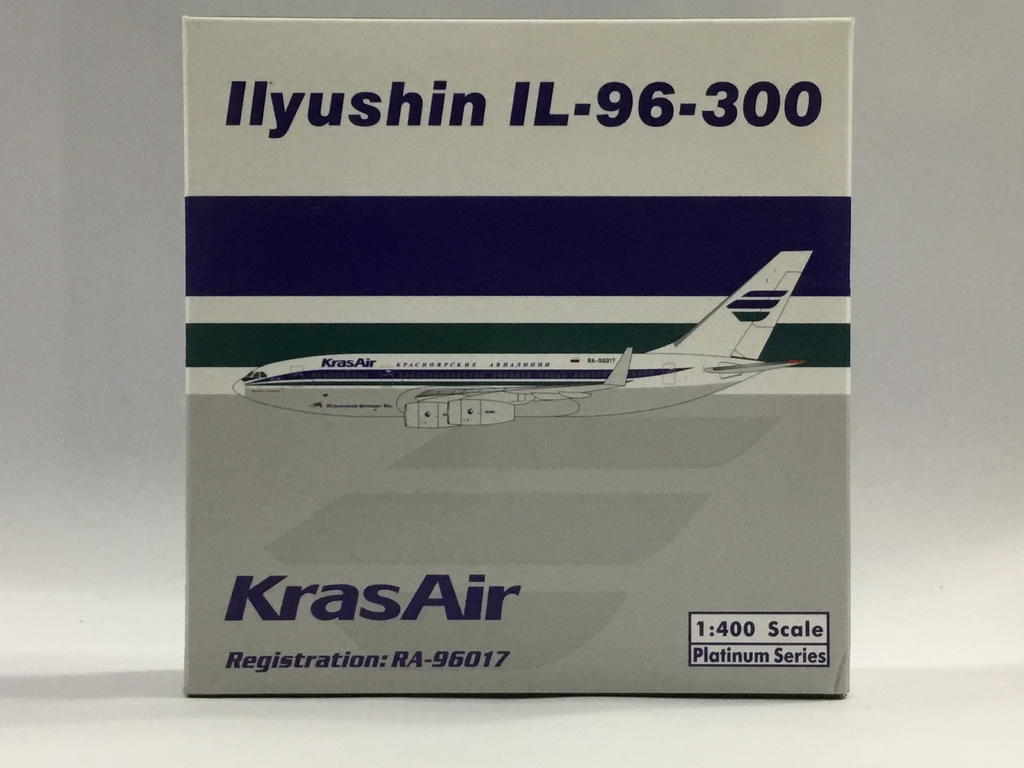 Ilyushin IL-96-300
KrasAir КРАСНОЯРСКИЕ АВИАЛИНИИ RA-96017
KrasAir
Registration: RA-96017
1:400 Scale
Platinum Series